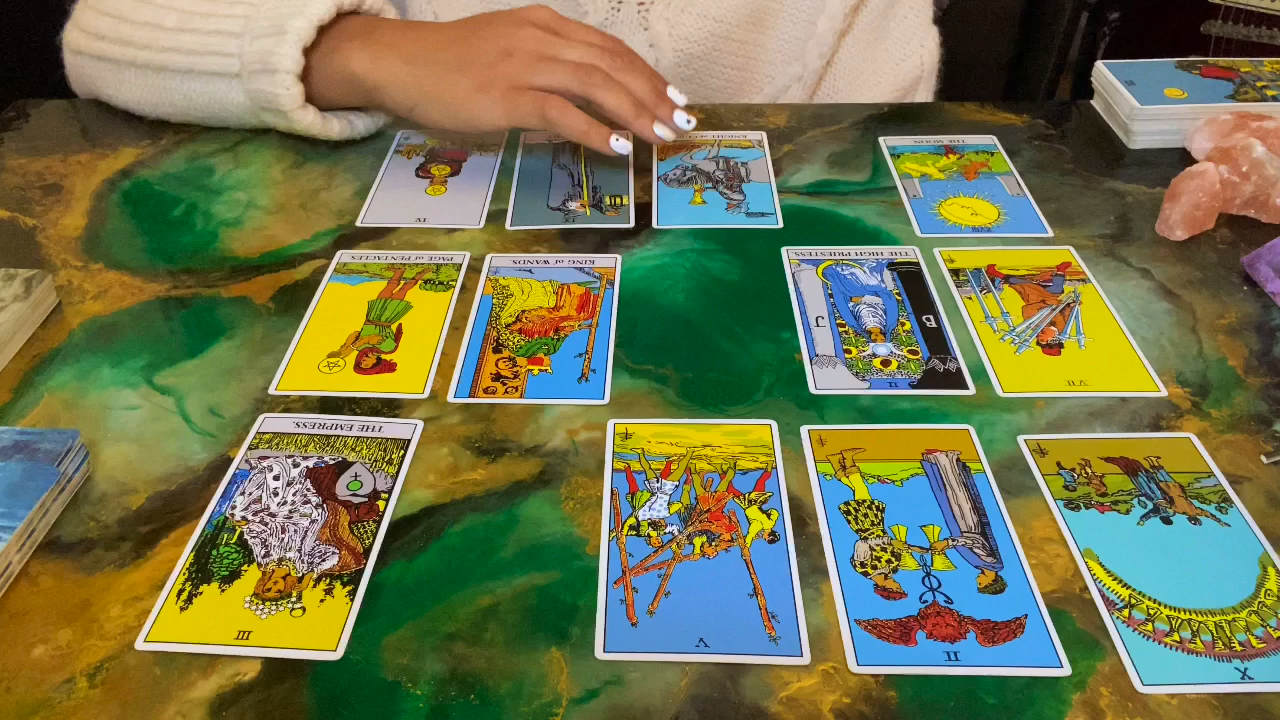 IV
KNIGHT of CUPS.
THE MOON.
PAGE of PENTACLES.
KING of WANDS.
THE HIGH PRIESTESS.
J
B
II
VII
THE EMPRESS.
III
V
II
X